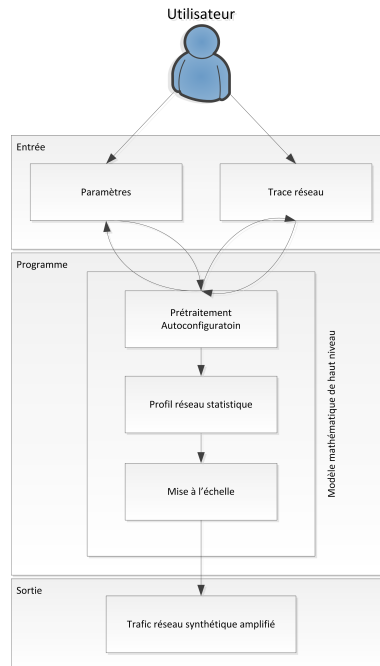 Utilisateur
Entrée
Paramètres
Trace réseau
Programme
Prétraitement
Autoconfiguratoin
Profil réseau statistique
Mise à l'échelle
Modèle mathématique de haut niveau
Sortie
Trafic réseau synthétique amplifié